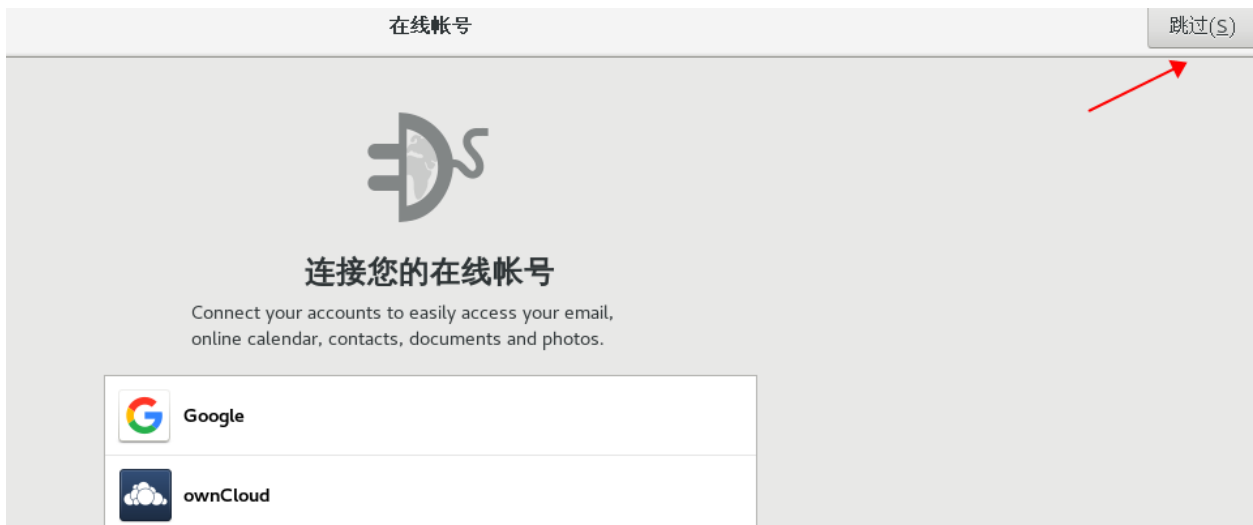 在线帐号
跳过(S)
连接您的在线帐号
Connect your accounts to easily access your email,
online calendar, contacts, documents and photos.
Google
ownCloud